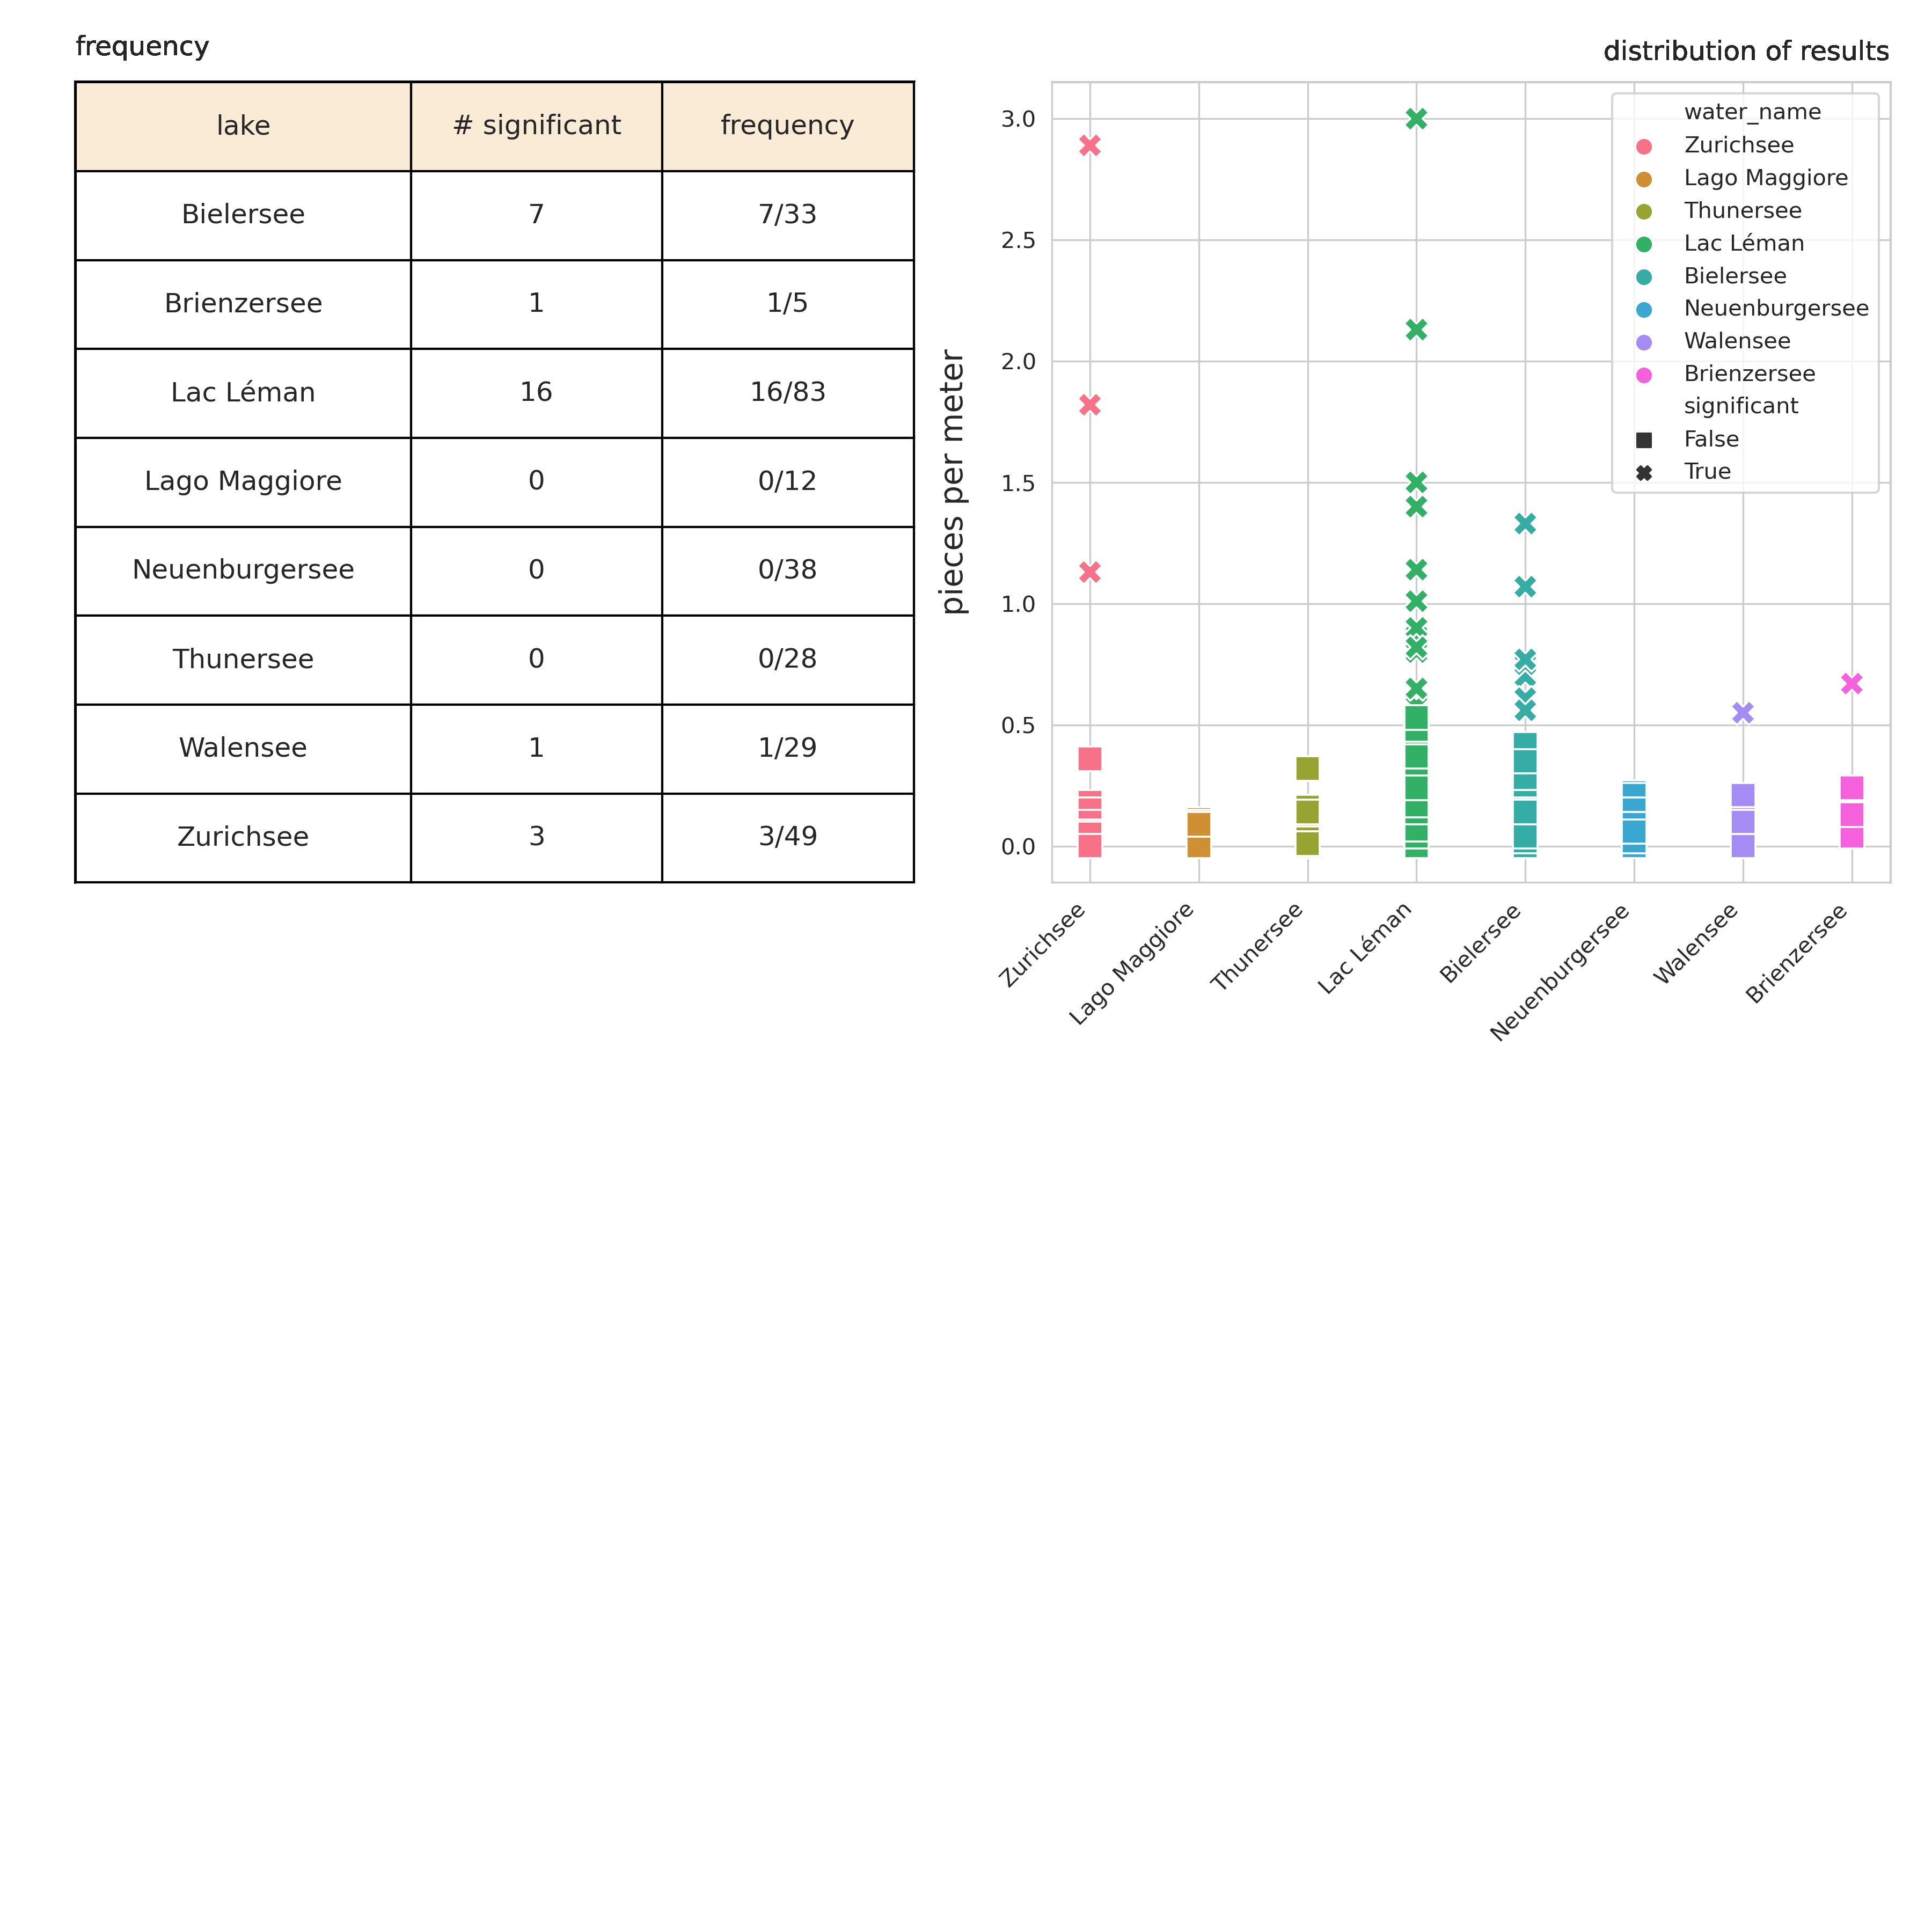 frequency
lake # significant frequency
Bielersee 7 7/33
Brienzersee 1 1/5
Lac Léman 16 16/83
Lago Maggiore 0 0/12
Neuenburgersee 0 0/38
Thunersee 0 0/28
Walensee 1 1/29
Zurichsee 3 3/49
distribution of results
pieces per meter
3.0
2.5
2.0
1.5
1.0
0.5
0.0
water_name
Zurichsee
Lago Maggiore
Thunersee
Lac Léman
Bielersee
Neuenburgersee
Walensee
Brienzersee
significant
False
True
Zurichsee
Lago Maggiore
Thunersee
Lac Léman
Bielersee
Neuenburgersee
Walensee
Brienzersee